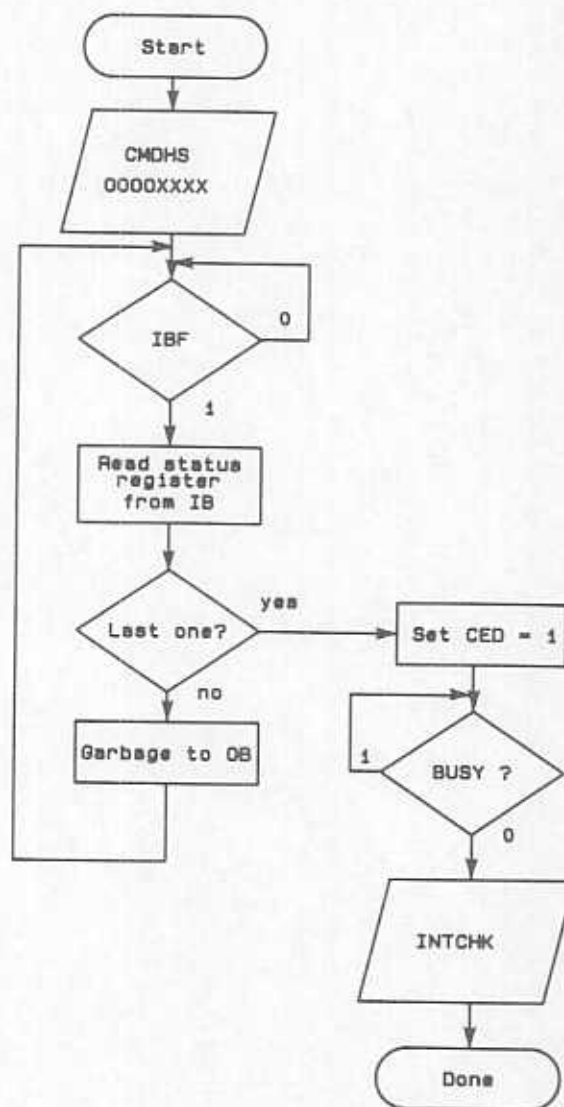 Start
CMDHS
0000XXXX
IBF
0
1
Read status
register
from IB
Last one?
yes
no
Garbage to OB
Set CED = 1
BUSY ?
1
0
INTCHK
Done